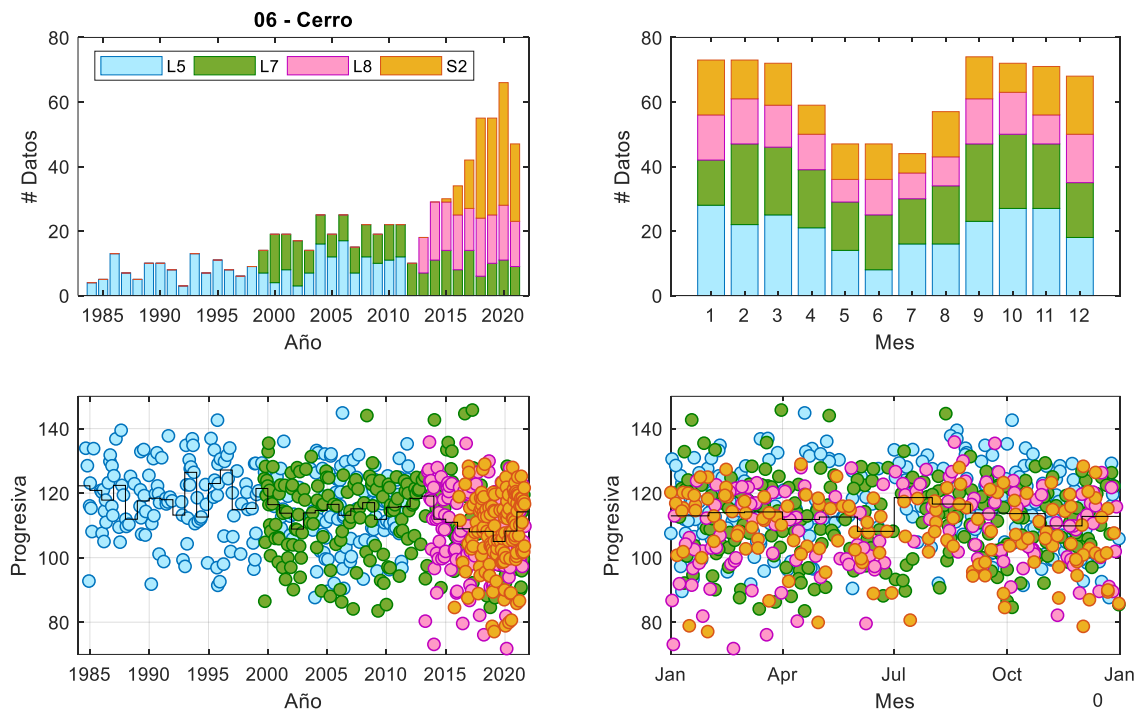 06 - Cerro
80
60
40
20
0
# Datos
L5 L7 L8 S2
1985 1990 1995 2000 2005 2010 2015 2020
Año
80
60
40
20
0
# Datos
1 2 3 4 5 6 7 8 9 10 11 12
Mes
140
120
100
80
Progresiva
1985 1990 1995 2000 2005 2010 2015 2020
Año
140
120
100
80
Progresiva
Jan Apr Jul Oct Jan
Mes
0